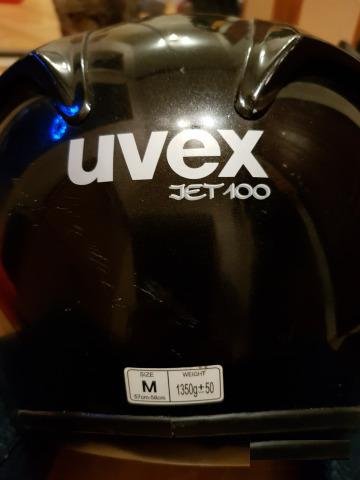 uvex
JET 100
SIZE WEIGHT
M 1350g±50
57cm-58cm